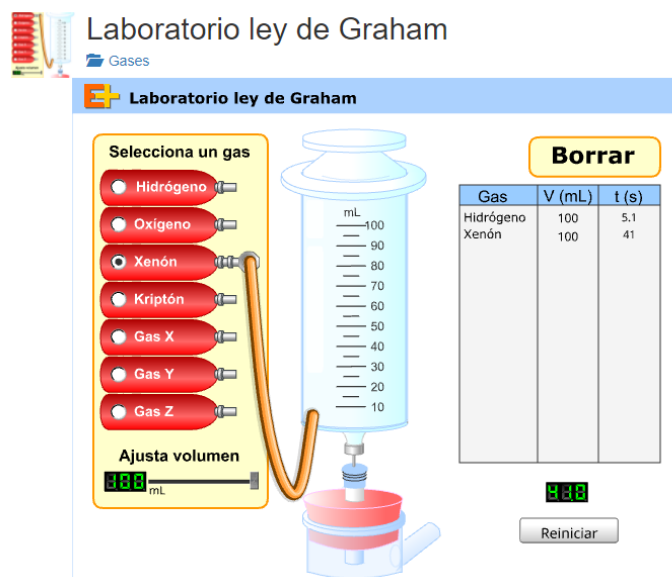 Laboratorio ley de Graham
Gases
E+ Laboratorio ley de Graham
Selecciona un gas
Hidrógeno
Oxígeno
Xenón
Kriptón
Gas X
Gas Y
Gas Z
Ajusta volumen
100 mL
mL
100
90
80
70
60
50
40
30
20
10
Borrar
Gas V (mL) t (s)
Hidrógeno 100 5.1
Xenón 100 41
41.0
Reiniciar